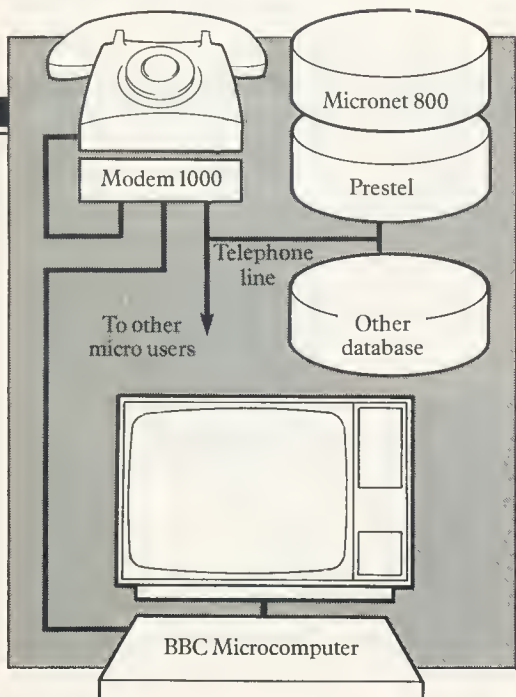 Micronet 800
Modem 1000
Prestel
Telephone
line
To other
micro users
Other
database
BBC Microcomputer